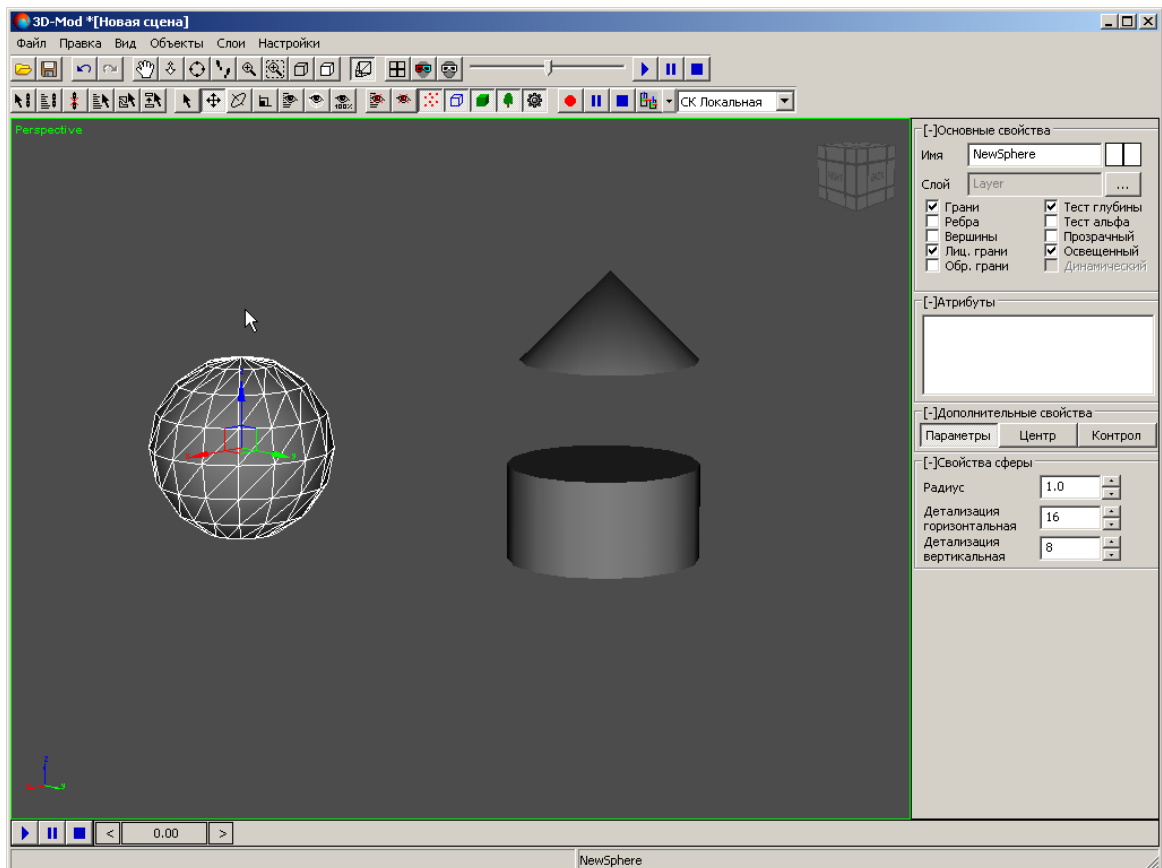 3D-Mod *[Новая сцена]
Файл Правка Вид Объекты Слои Настройки
100%
СК Локальная
Perspective
z
x
y
z
y
[-]Основные свойства
Имя NewSphere
Слой Layer ...
Грани Тест глубины
Ребра Тест альфа
Вершины Прозрачный
Лиц. грани Освещенный
Обр. грани Динамический
[-]Атрибуты
[-]Дополнительные свойства
Параметры Центр Контрол
[-]Свойства сферы
Радиус 1.0
Детализация
горизонтальная 16
Детализация
вертикальная 8
< 0.00 >
NewSphere